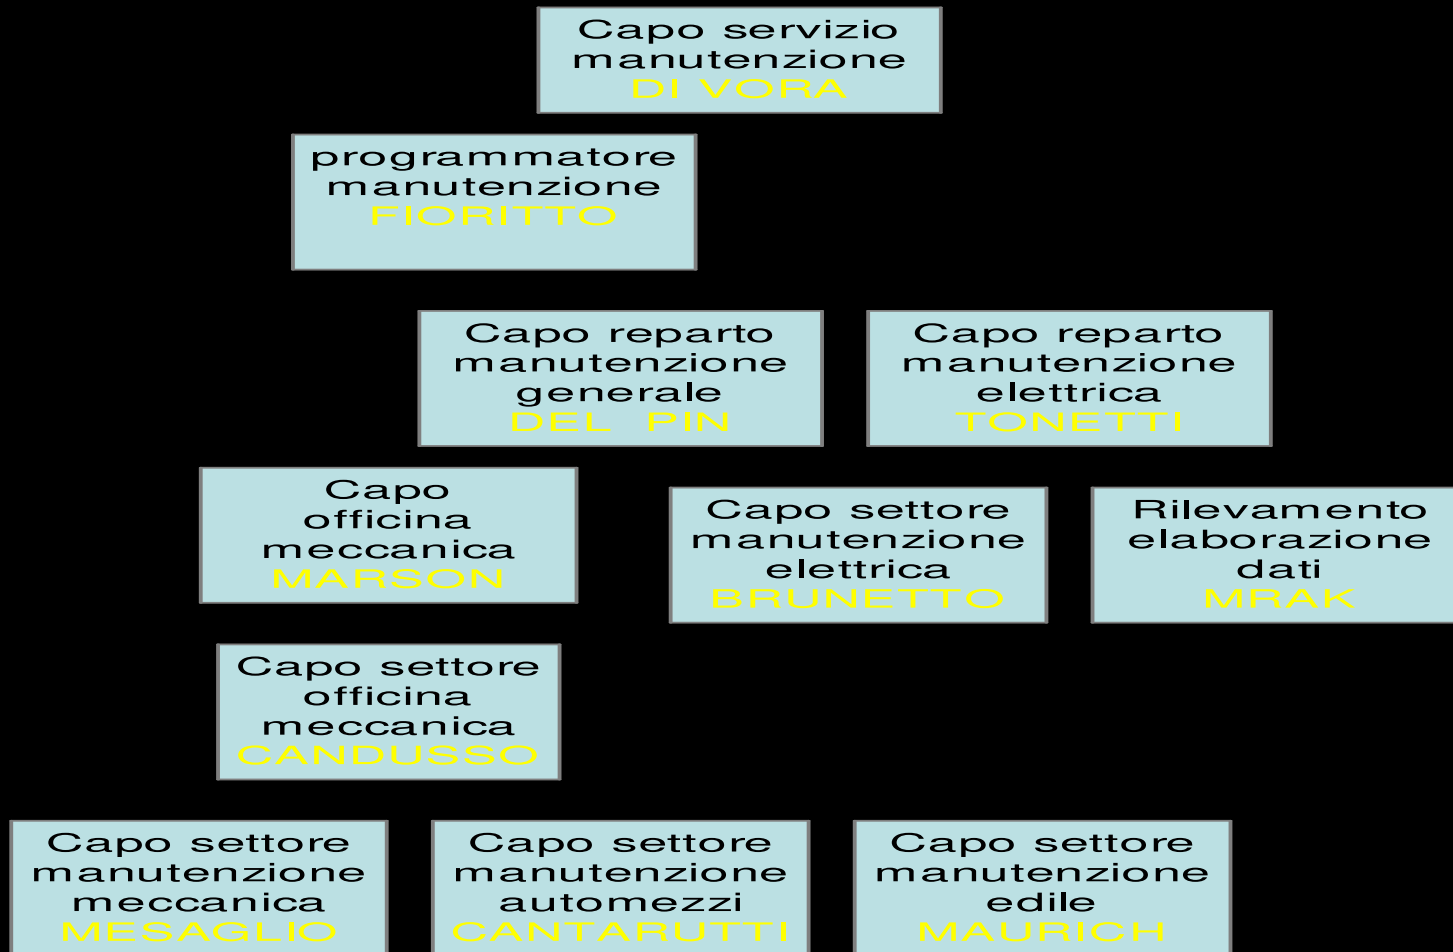 Capo servizio
manutenzione
DI VORA
programmatore
manutenzione
FIORITTO
Capo reparto
manutenzione
generale
DEL PIN
Capo reparto
manutenzione
elettrica
TONETTI
Capo
officina
meccanica
MARSON
Capo settore
manutenzione
elettrica
BRUNETTO
Rilevamento
elaborazione
dati
MRAK
Capo settore
officina
meccanica
CANDUSSO
Capo settore
manutenzione
meccanica
MESAGLIO
Capo settore
manutenzione
automezzi
CANTARUTTI
Capo settore
manutenzione
edile
MAURICH